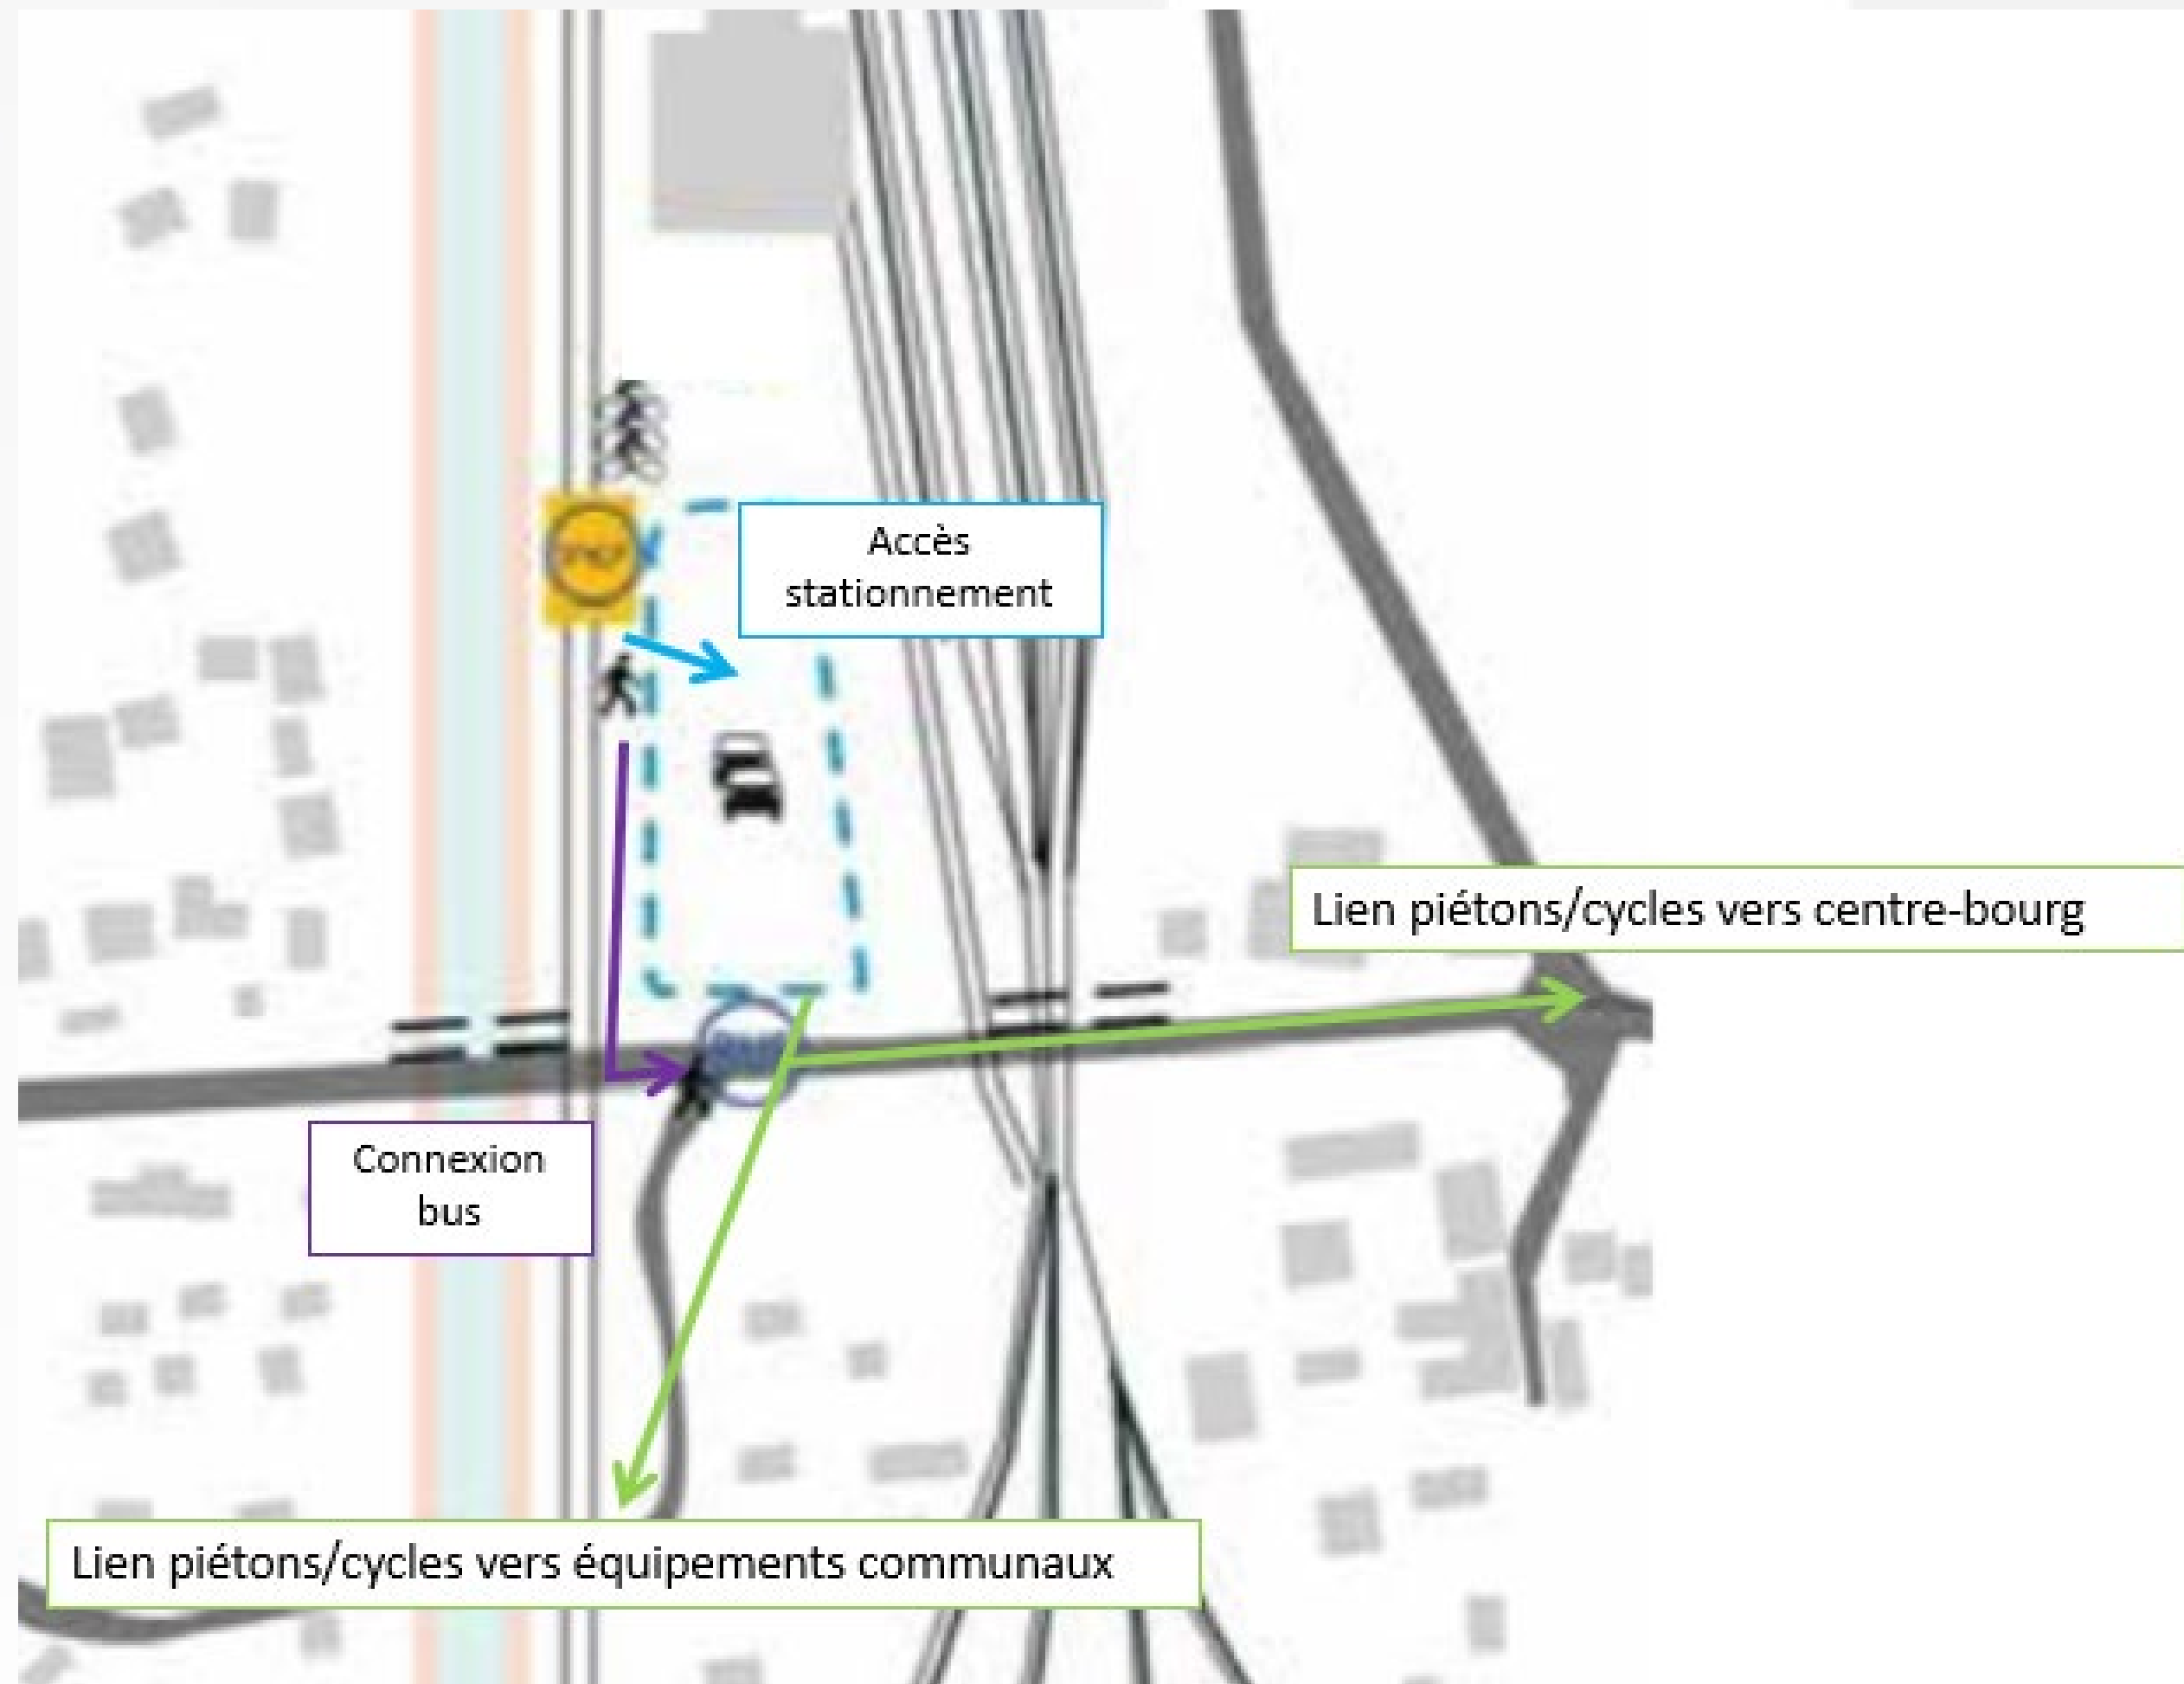 Accès
stationnement
Lien piétons/cycles vers centre-bourg
Connexion
bus
Lien piétons/cycles vers équipements communaux